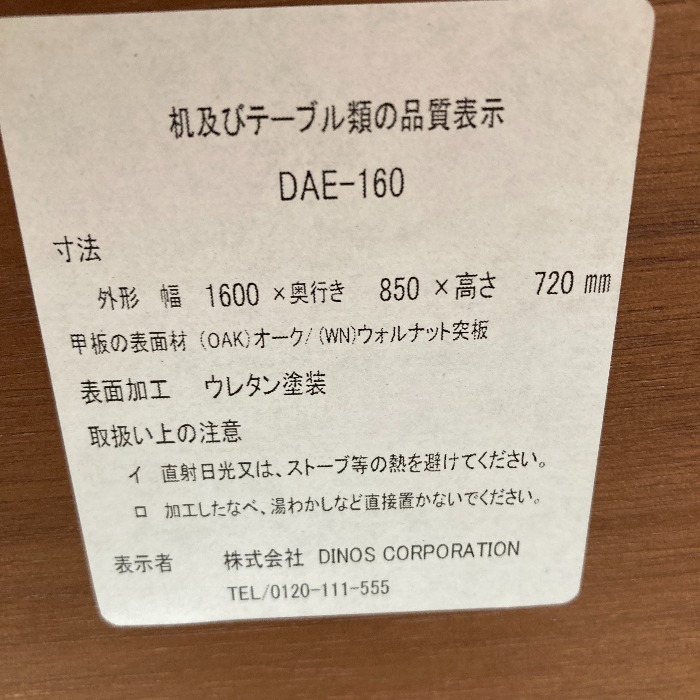 机及びテーブル類の品質表示
DAE-160
寸法
外形 幅 1600 ×奥行き 850 ×高さ 720 mm
甲板の表面材 (OAK)オーク/(WN)ウォルナット突板
表面加工 ウレタン塗装
取扱い上の注意
イ 直射日光又は、ストーブ等の熱を避けてください。
ロ 加工したなべ、湯わかしなど直接置かないでください。
表示者 株式会社 DINOS CORPORATION
TEL/0120-111-555